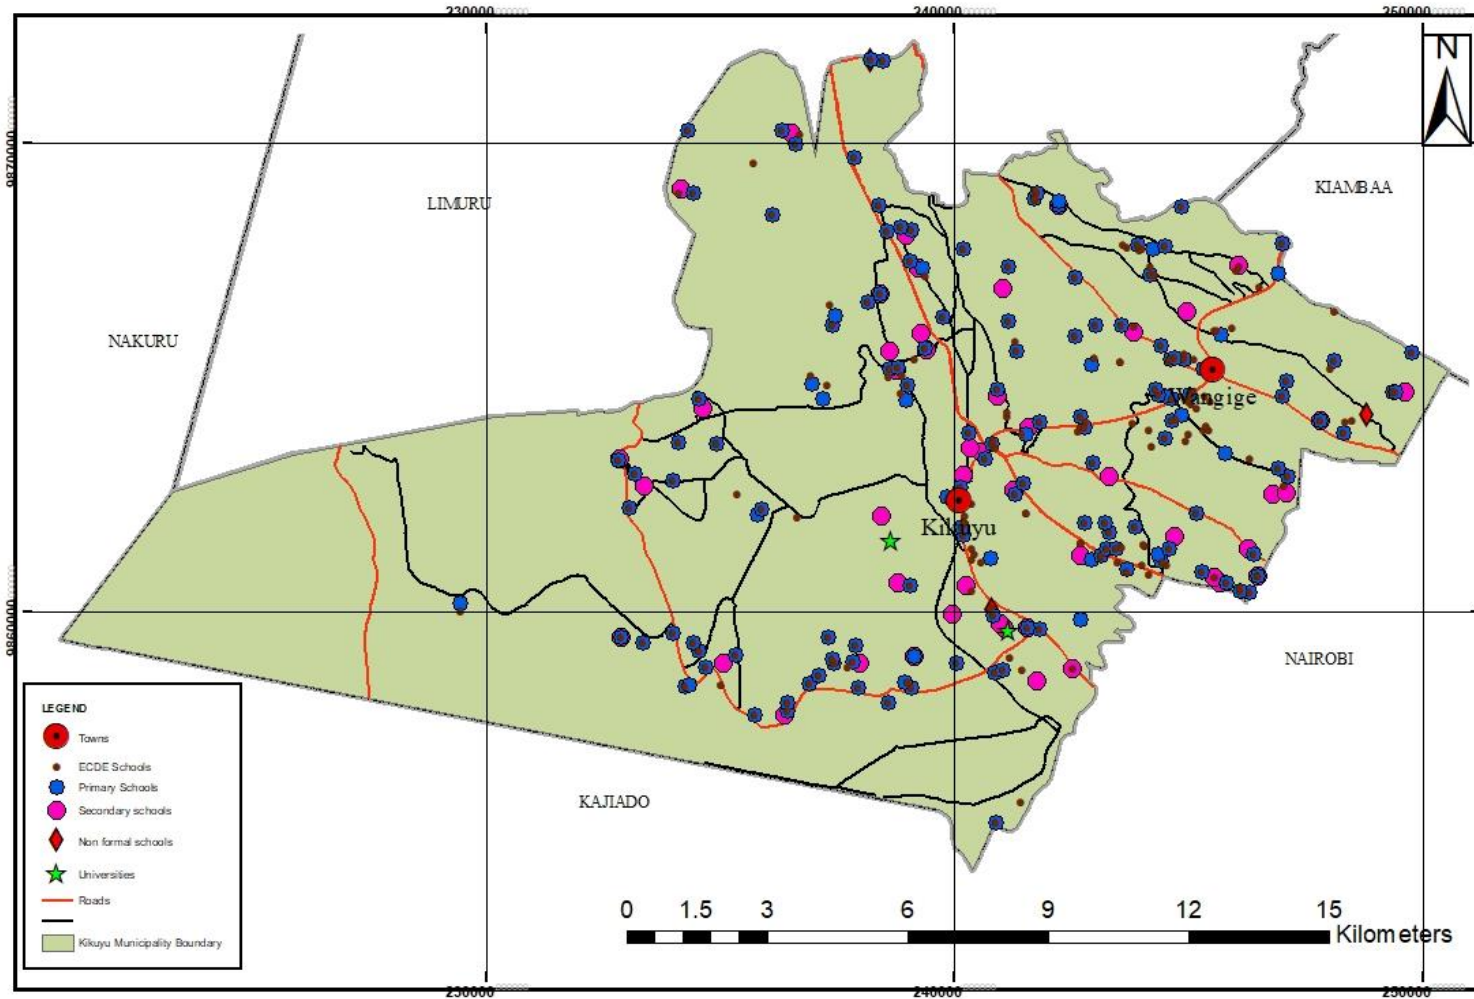 230000 240000 250000
N
9870000
KIAMBAA
LIMURU
NAKURU
Wangige
Kikuyu
9860000
NAIROBI
LEGEND
Towns
ECDE Schools
Primary Schools
Secondary schools
Non formal schools
Universities
Roads
Kikuyu Municipality Boundary
KAJIADO
0 1.5 3 6 9 12 15
Kilometers
230000 240000 250000